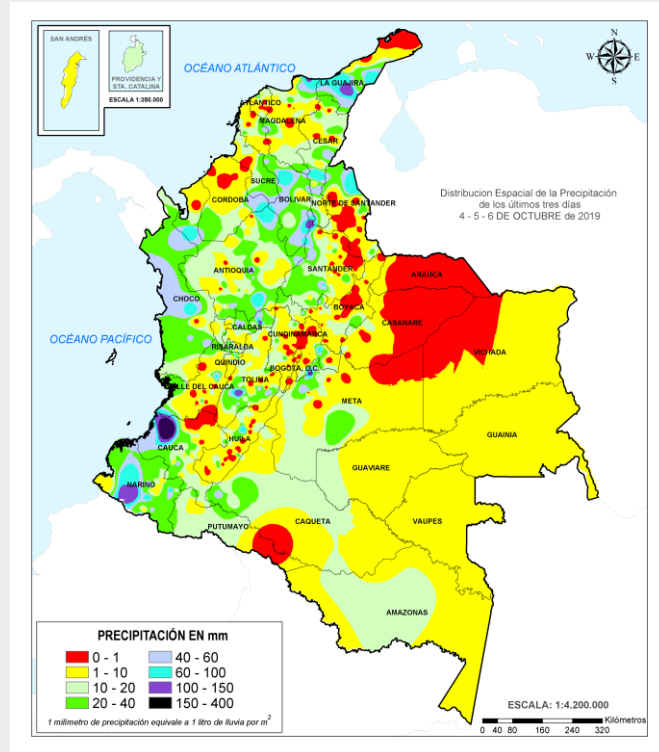 SAN ANDRÉS
PROVIDENCIA Y
STA. CATALINA
ESCALA 1:350.000
OCÉANO ATLÁNTICO
N
W
E
S
LA GUAJIRA
ATLANTICO
MAGDALENA
CESAR
Distribucion Espacial de la Precipitación
de los últimos tres días
4 - 5 - 6 DE OCTUBRE de 2019
SUCRE
BOLIVAR
NORTE DE SANTANDER
CORDOBA
ANTIOQUIA
SANTANDER
ARAUCA
CHOCO
BOYACA
CASANARE
OCÉANO PACÍFICO
CALDAS
CUNDINAMARCA
RISARALDA
VICHADA
QUINDIO
BOGOTA, D.C.
TOLIMA
VALLE DEL CAUCA
META
GUAINIA
HUILA
CAUCA
GUAVIARE
NARIÑO
PUTUMAYO
CAQUETA
VAUPES
AMAZONAS
PRECIPITACIÓN EN mm
0 - 1
40 - 60
1 - 10
60 - 100
10 - 20
100 - 150
20 - 40
150 - 400
1 milimetro de precipitación equivale a 1 litro de lluvia por m2
ESCALA: 1:4.200.000
Kilómetros
0 40 80 160 240 320